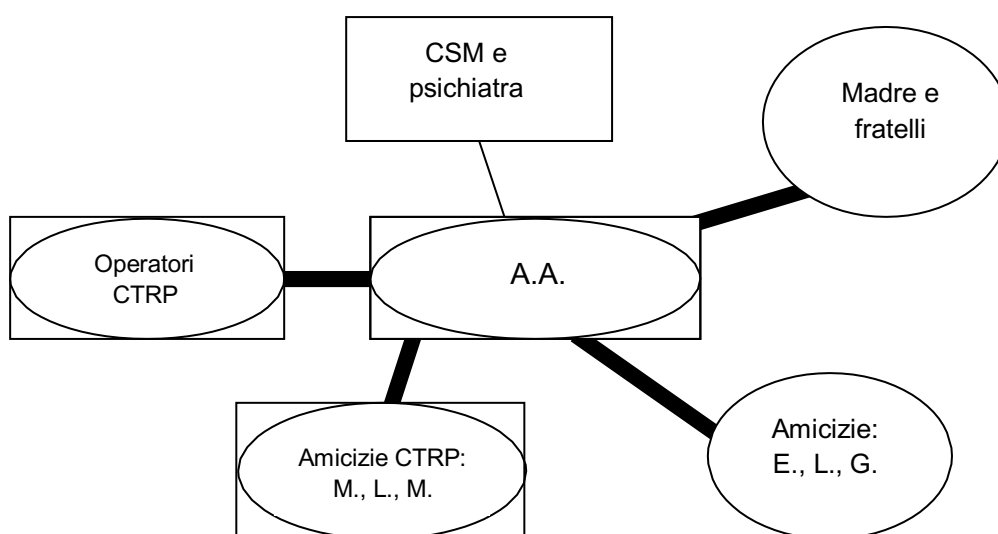 CSM e
psichiatra
Madre e
fratelli
Operatori
CTRP
A.A.
Amicizie CTRP:
M., L., M.
Amicizie:
E., L., G.